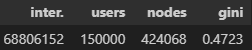 inter. users nodes gini
68806152 150000 424068 0.4723